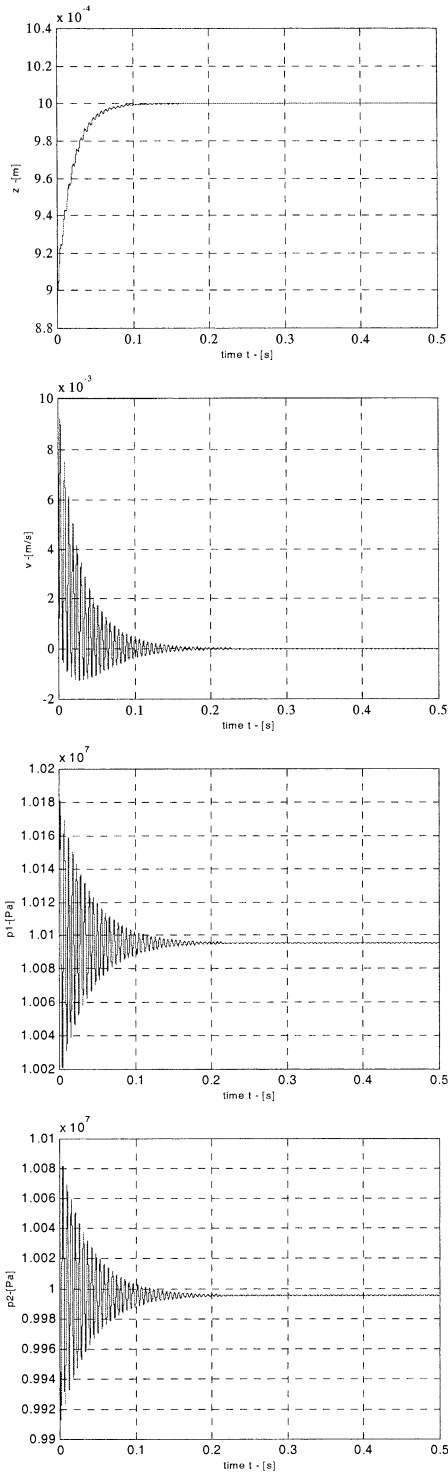 x 10⁻⁴
10.4
10.2
10
9.8
9.6
9.4
9.2
9
8.8
z -[m]
0 0.1 0.2 0.3 0.4 0.5
time t - [s]
x 10⁻³
10
8
6
4
2
0
-2
v -[m/s]
0 0.1 0.2 0.3 0.4 0.5
time t - [s]
x 10⁷
1.02
1.018
1.016
1.014
1.012
1.01
1.008
1.006
1.004
1.002
p1-[Pa]
0 0.1 0.2 0.3 0.4 0.5
time t - [s]
x 10⁷
1.01
1.008
1.006
1.004
1.002
1
0.998
0.996
0.994
0.992
0.99
p2-[Pa]
0 0.1 0.2 0.3 0.4 0.5
time t - [s]